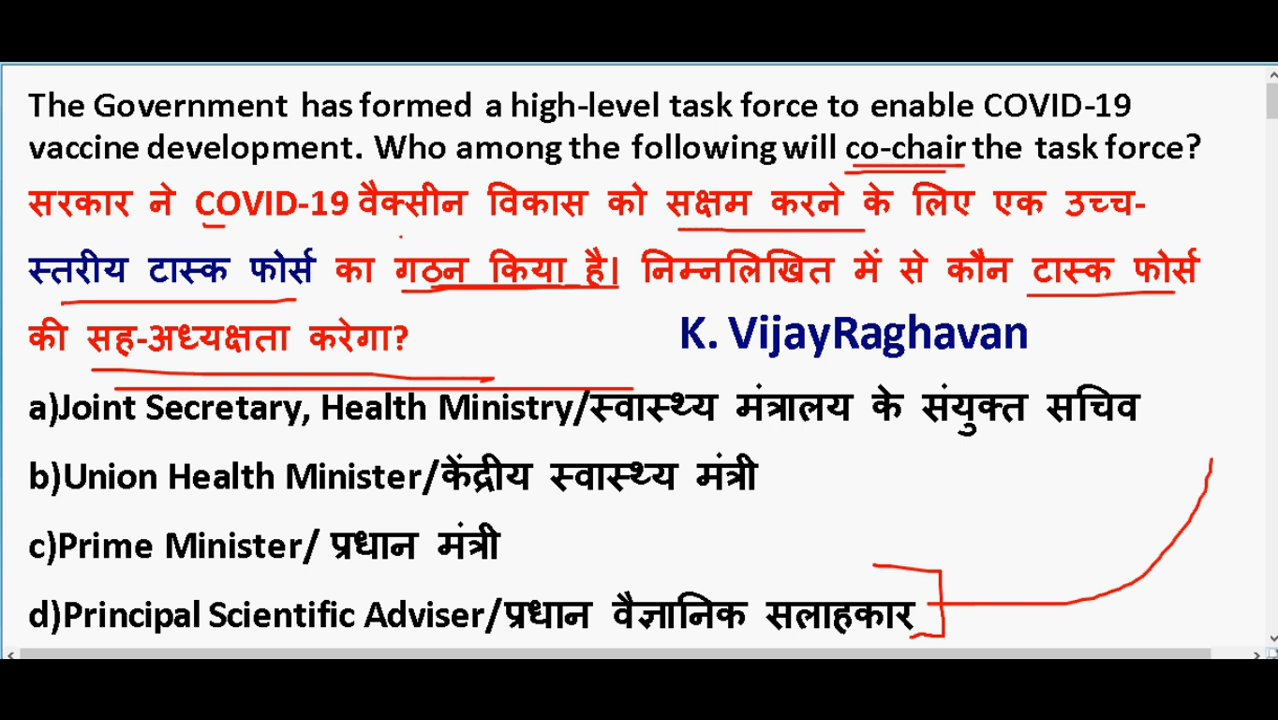 The Government has formed a high-level task force to enable COVID-19
vaccine development. Who among the following will co-chair the task force?
सरकार ने COVID-19 वैक्सीन विकास को सक्षम करने के लिए एक उच्च-
स्तरीय टास्क फोर्स का गठन किया है। निम्नलिखित में से कौन टास्क फोर्स
की सह-अध्यक्षता करेगा? K. VijayRaghavan
a)Joint Secretary, Health Ministry/स्वास्थ्य मंत्रालय के संयुक्त सचिव
b)Union Health Minister/केंद्रीय स्वास्थ्य मंत्री
c)Prime Minister/ प्रधान मंत्री
d)Principal Scientific Adviser/प्रधान वैज्ञानिक सलाहकार